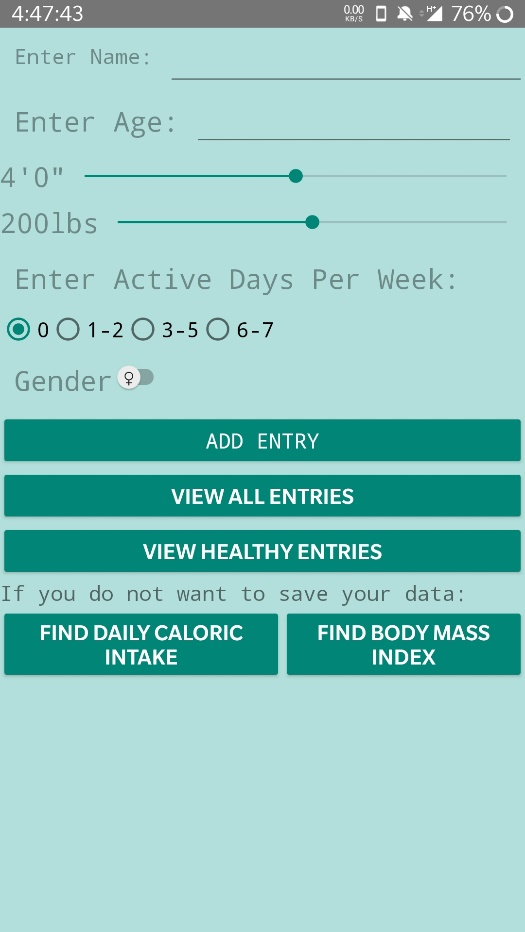 4:47:43 0.00 KB/S H+ 76%
Enter Name:
Enter Age:
4'0"
200lbs
Enter Active Days Per Week:
0 1-2 3-5 6-7
Gender
ADD ENTRY
VIEW ALL ENTRIES
VIEW HEALTHY ENTRIES
If you do not want to save your data:
FIND DAILY CALORIC
INTAKE
FIND BODY MASS
INDEX